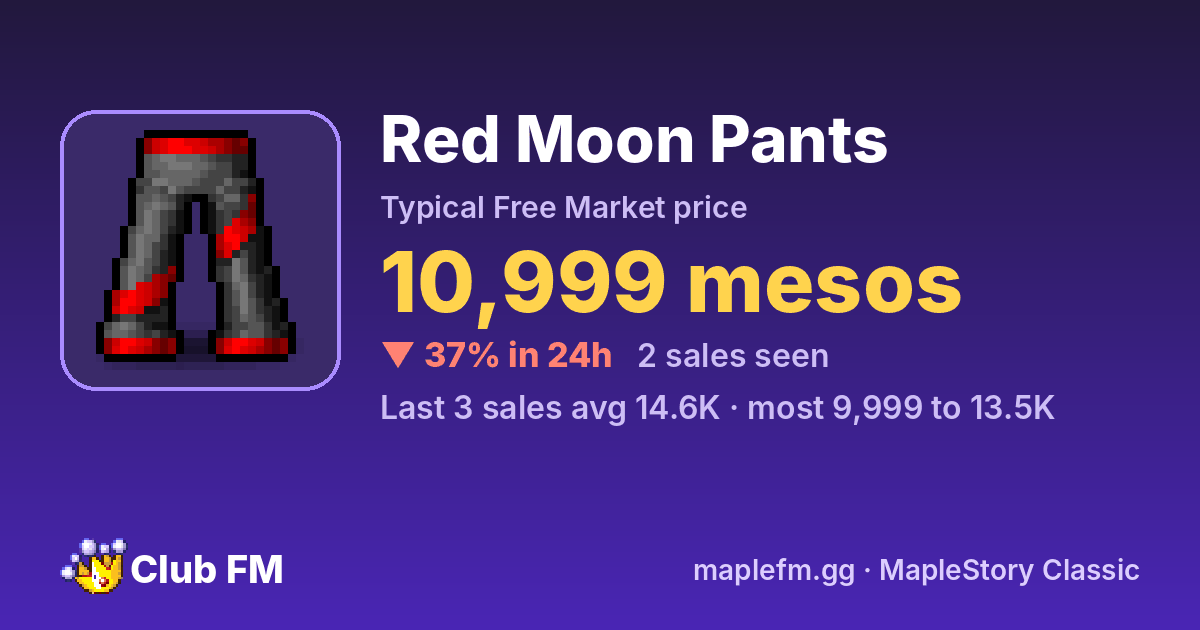 Red Moon Pants
Typical Free Market price
10,999 mesos
▼ 37% in 24h 2 sales seen
Last 3 sales avg 14.6K · most 9,999 to 13.5K
Club FM
maplefm.gg · MapleStory Classic